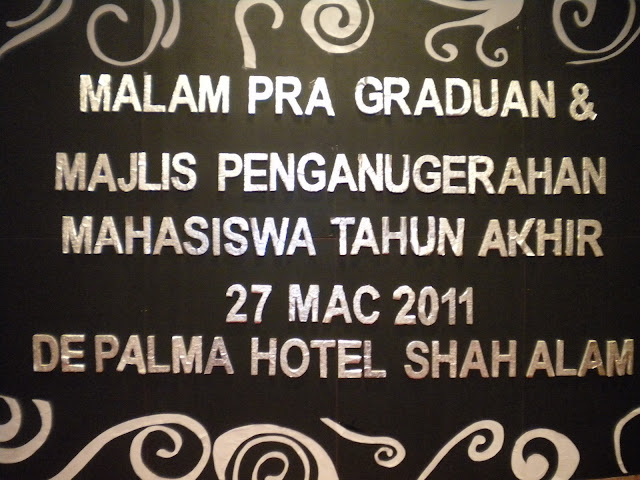 MALAM PRA GRADUAN &
MAJLIS PENGANUGERAHAN
MAHASISWA TAHUN AKHIR
27 MAC 2011
DE PALMA HOTEL SHAH ALAM